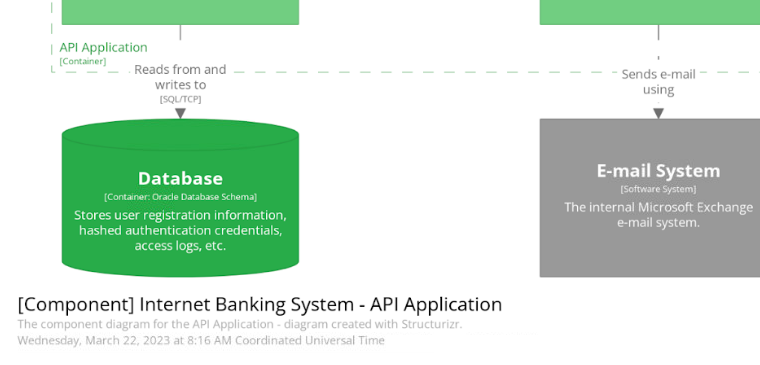 API Application
[Container]
Reads from and
writes to
[SQL/TCP]
Sends e-mail
using
Database
[Container: Oracle Database Schema]
Stores user registration information,
hashed authentication credentials,
access logs, etc.
E-mail System
[Software System]
The internal Microsoft Exchange
e-mail system.
[Component] Internet Banking System - API Application
The component diagram for the API Application - diagram created with Structurizr.
Wednesday, March 22, 2023 at 8:16 AM Coordinated Universal Time